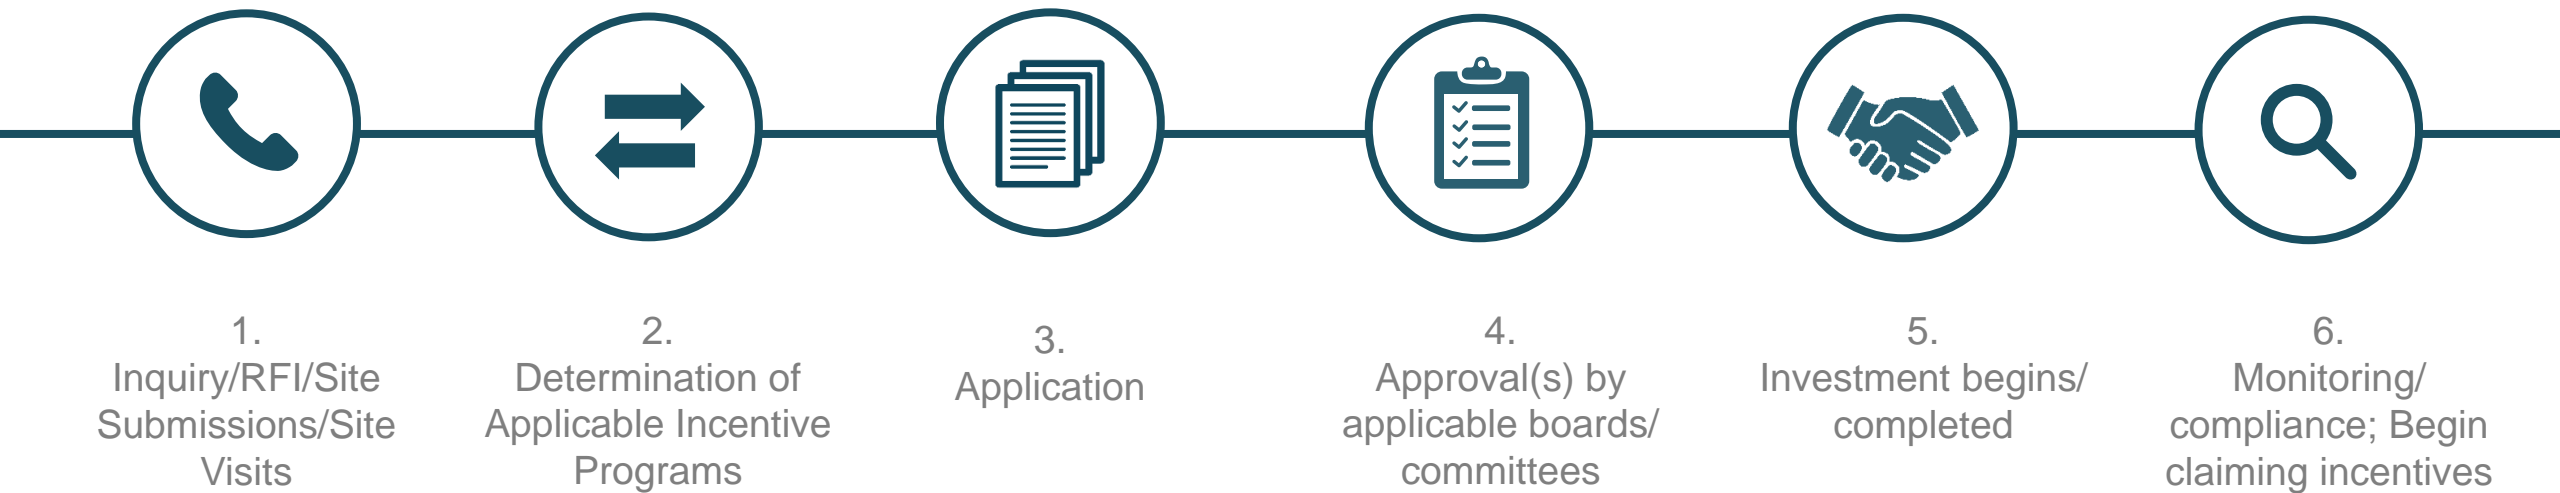 1.
Inquiry/RFI/Site
Submissions/Site
Visits
2.
Determination of
Applicable Incentive
Programs
3.
Application
4.
Approval(s) by
applicable boards/
committees
5.
Investment begins/
completed
6.
Monitoring/
compliance; Begin
claiming incentives